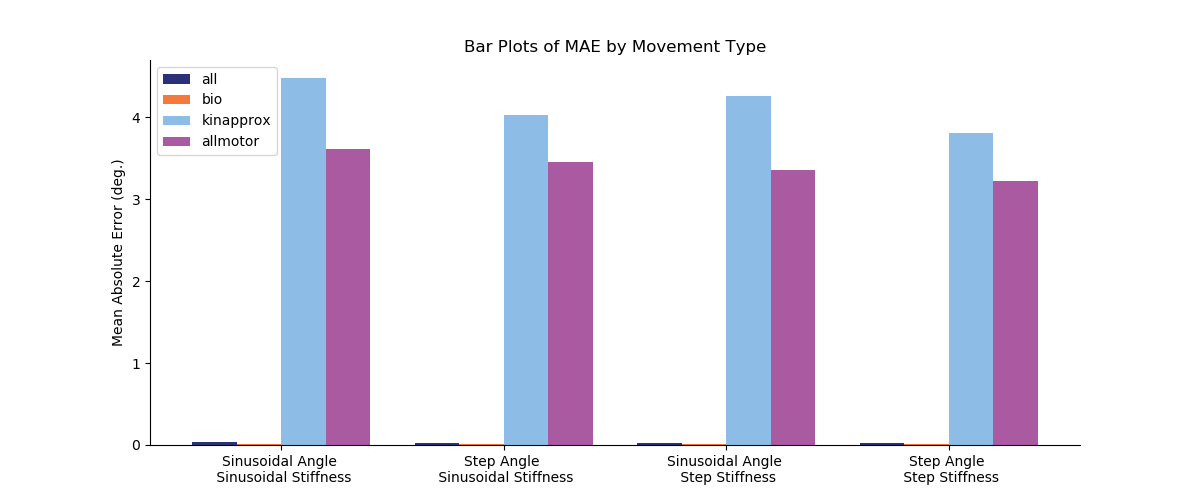 Bar Plots of MAE by Movement Type
all
bio
kinapprox
allmotor
Mean Absolute Error (deg.)
4
3
2
1
0
Sinusoidal Angle
Sinusoidal Stiffness
Step Angle
Sinusoidal Stiffness
Sinusoidal Angle
Step Stiffness
Step Angle
Step Stiffness